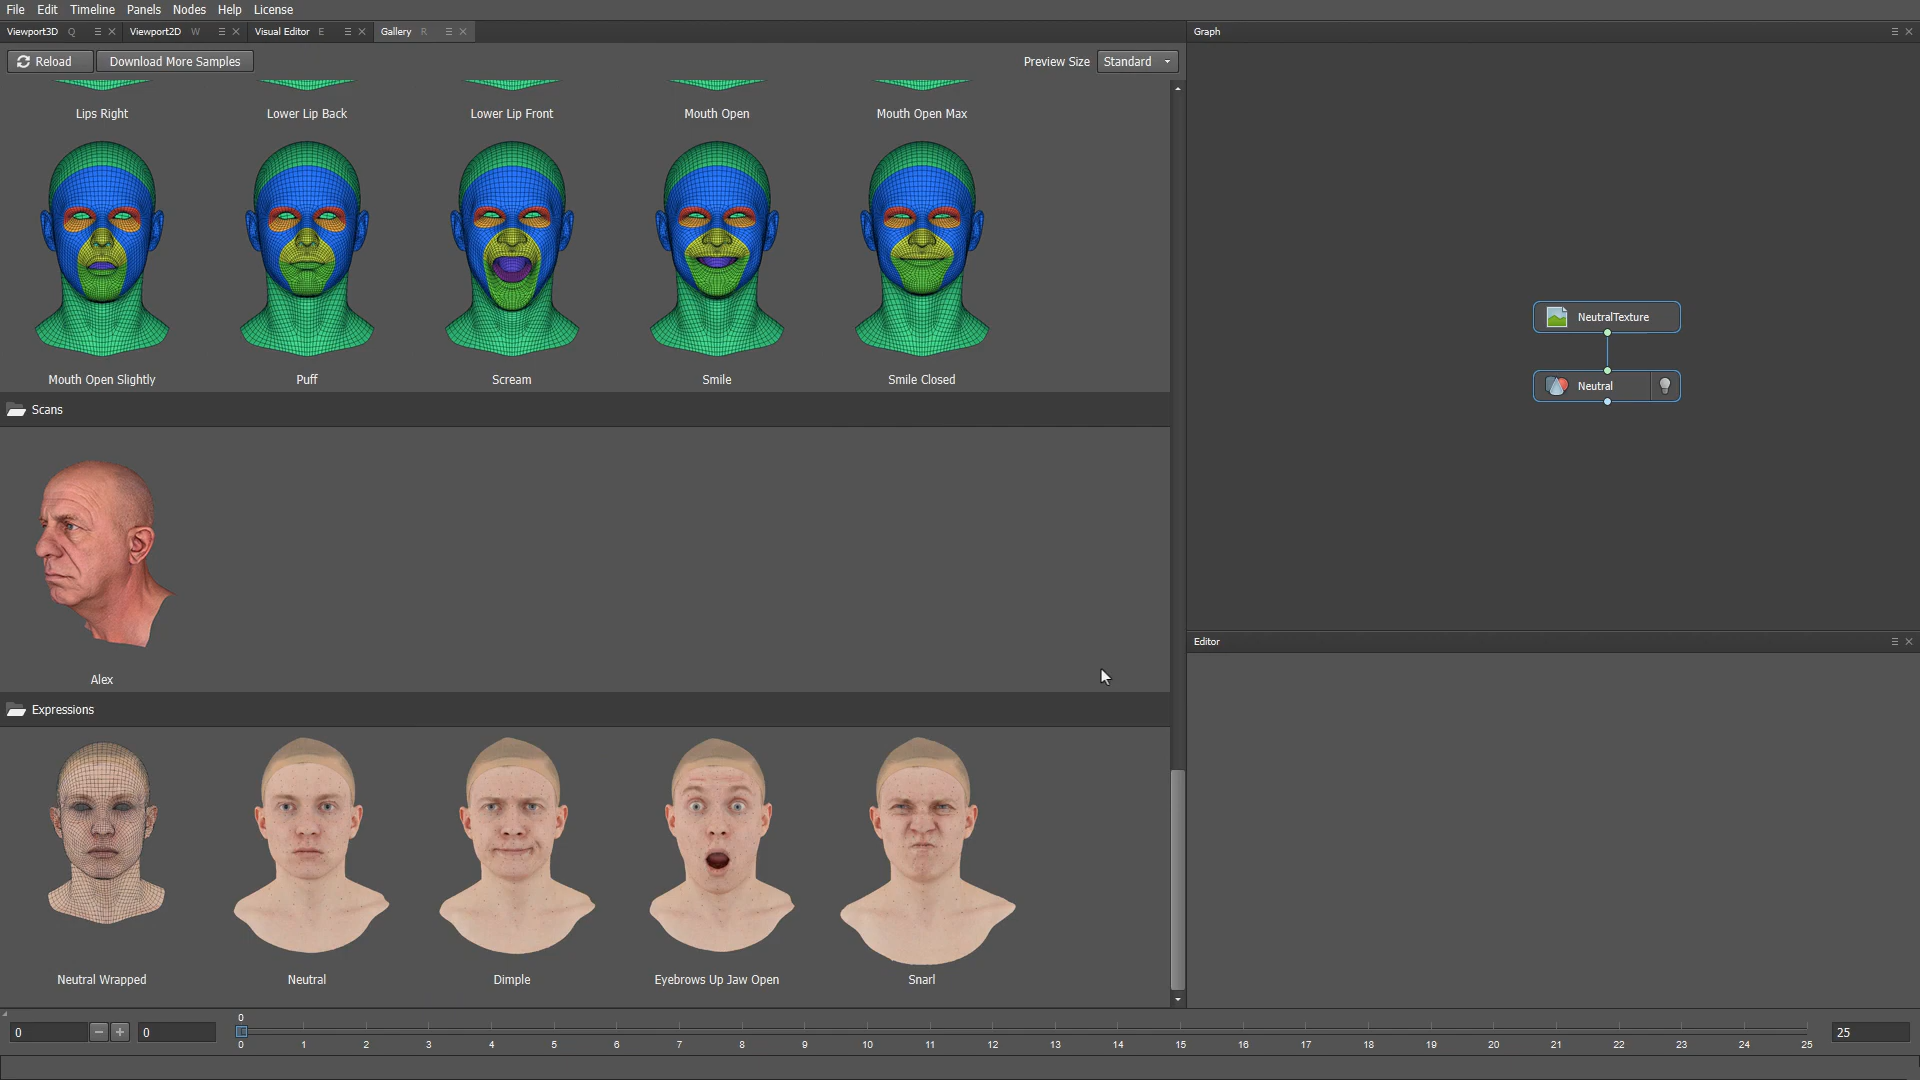 File Edit Timeline Panels Nodes Help License
Viewport3D Q Viewport2D W Visual Editor E Gallery R Graph
Reload Download More Samples Preview Size Standard
Lips Right Lower Lip Back Lower Lip Front Mouth Open Mouth Open Max
NeutralTexture
Neutral
Mouth Open Slightly Puff Scream Smile Smile Closed
Scans
Editor
Alex
Expressions
Neutral Wrapped Neutral Dimple Eyebrows Up Jaw Open Snarl
0
0 0 25
0 1 2 3 4 5 6 7 8 9 10 11 12 13 14 15 16 17 18 19 20 21 22 23 24 25